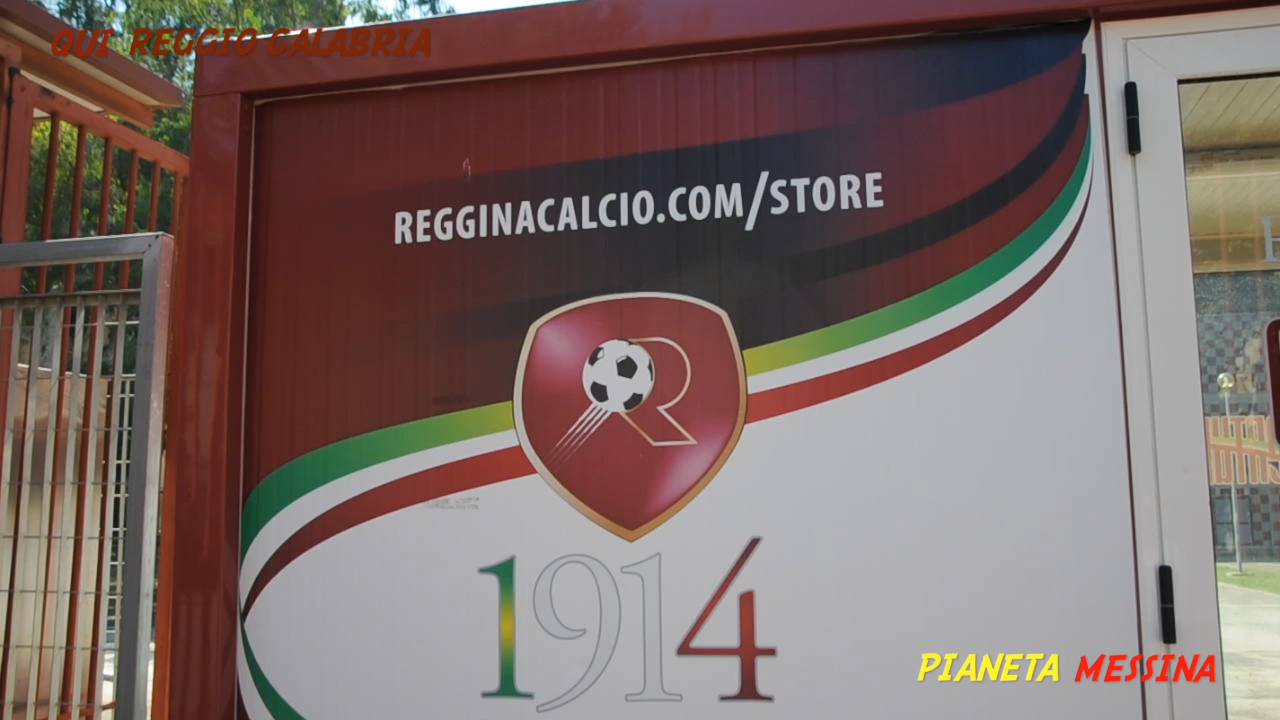 QUI REGGIO CALABRIA
REGGINACALCIO.COM/STORE
R
1914
PIANETA MESSINA